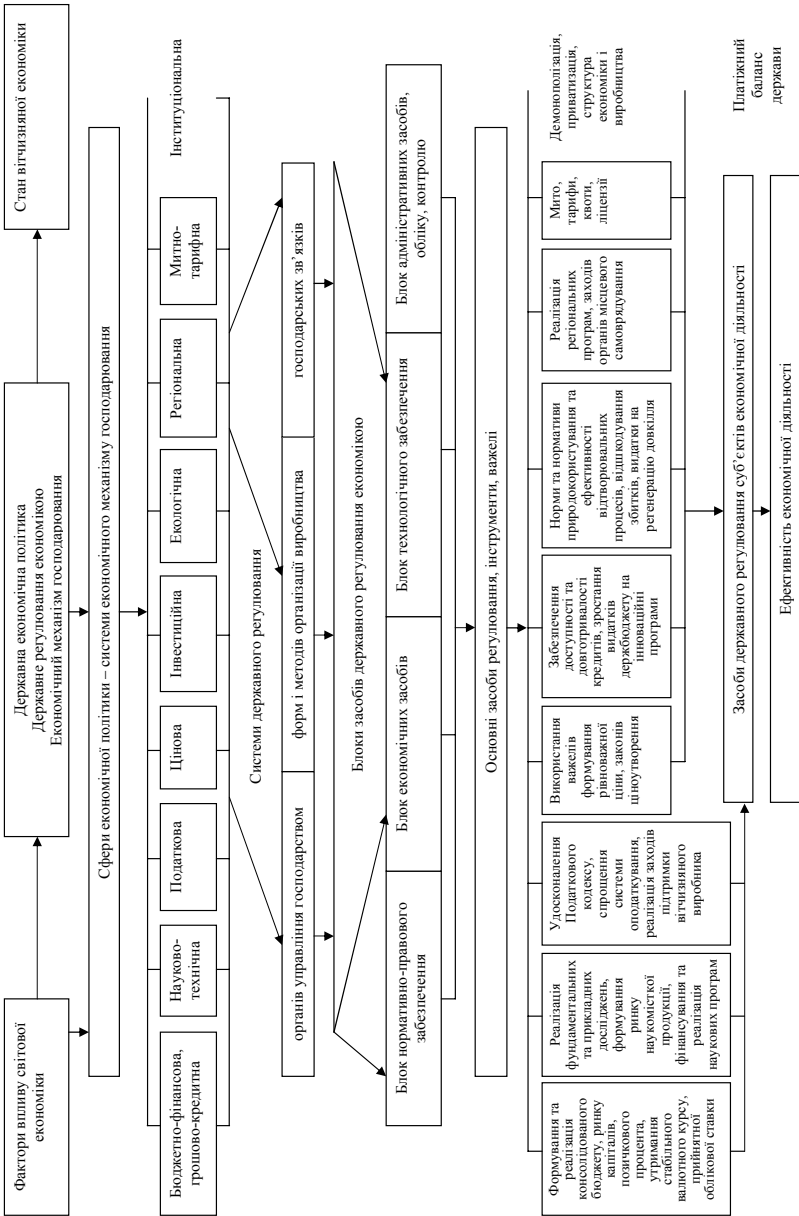 Фактори впливу світової
економіки
Державна економічна політика
Державне регулювання економікою
Економічний механізм господарювання
Стан вітчизняної економіки
Сфери економічної політики – системи економічного механізму господарювання
Бюджетно-фінансова,
грошово-кредитна
Науково-
технічна
Податкова
Цінова
Інвестиційна
Екологічна
Регіональна
Митно-
тарифна
Інституціональна
Системи державного регулювання
органів управління господарством
форм і методів організації виробництва
господарських зв’язків
Блоки засобів державного регулювання економікою
Блок нормативно-правового
забезпечення
Блок економічних засобів
Блок технологічного забезпечення
Блок адміністративних засобів,
обліку, контролю
Основні засоби регулювання, інструменти, важелі
Формування та
реалізація
консолідованого
бюджету, ринку
капіталів,
позичкового
процента,
утримання
стабільного
валютного курсу,
прийнятної
облікової ставки
Реалізація
фундаментальних
та прикладних
досліджень,
формування
ринку
наукомісткої
продукції,
фінансування та
реалізація
наукових програм
Удосконалення
Податкового
кодексу,
спрощення
системи
оподаткування,
реалізація заходів
підтримки
вітчизняного
виробника
Використання
важелів
формування
рівноважної
ціни, законів
ціноутворення
Забезпечення
доступності та
довготривалості
кредитів, зростання
видатків
держбюджету на
інноваційні
програми
Норми та нормативи
природокористування та
ефективності
відтворювальних
процесів, відшкодування
збитків, видатки на
регенерацію довкілля
Реалізація
регіональних
програм, заходів
органів місцевого
самоврядування
Мито,
тарифи,
квоти,
ліцензії
Демонополізація,
приватизація,
структура
економіки і
виробництва
Засоби державного регулювання суб’єктів економічної діяльності
Платіжний
баланс
держави
Ефективність економічної діяльності